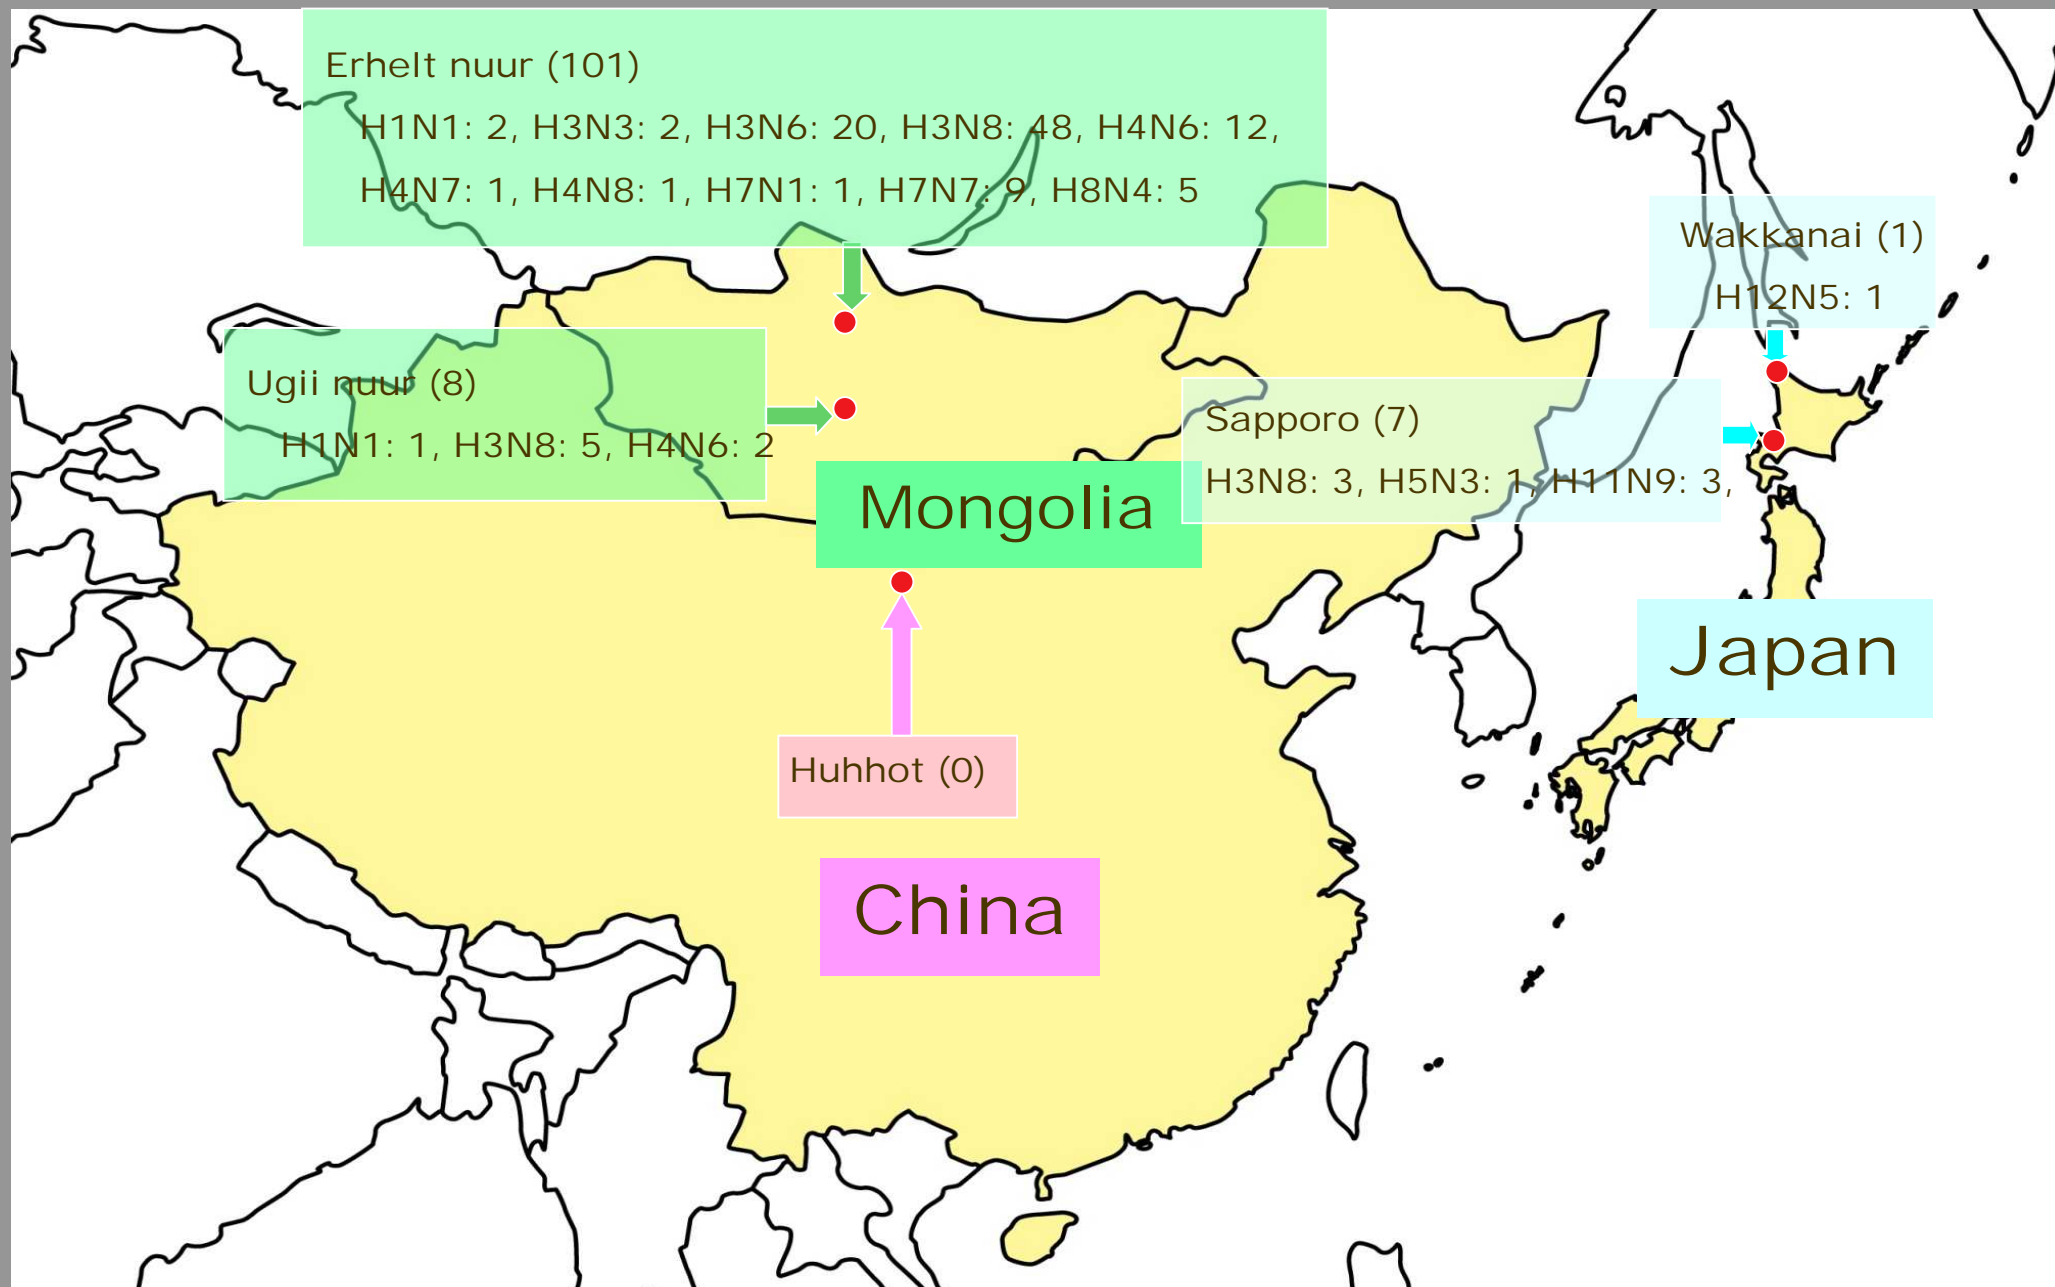 Erhelt nuur (101)
H1N1: 2, H3N3: 2, H3N6: 20, H3N8: 48, H4N6: 12,
H4N7: 1, H4N8: 1, H7N1: 1, H7N7: 9, H8N4: 5
Wakkanai (1)
H12N5: 1
Ugii nuur (8)
H1N1: 1, H3N8: 5, H4N6: 2
Sapporo (7)
H3N8: 3, H5N3: 1, H11N9: 3,
Mongolia
Japan
Huhhot (0)
China